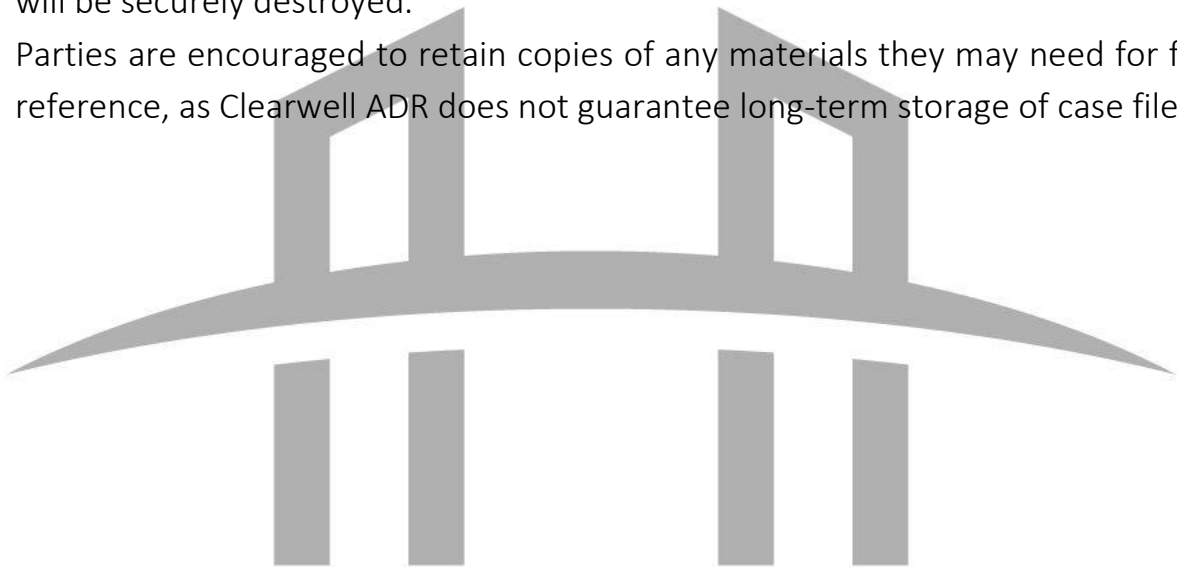 will be securely destroyed.
Parties are encouraged to retain copies of any materials they may need for f
reference, as Clearwell ADR does not guarantee long-term storage of case file